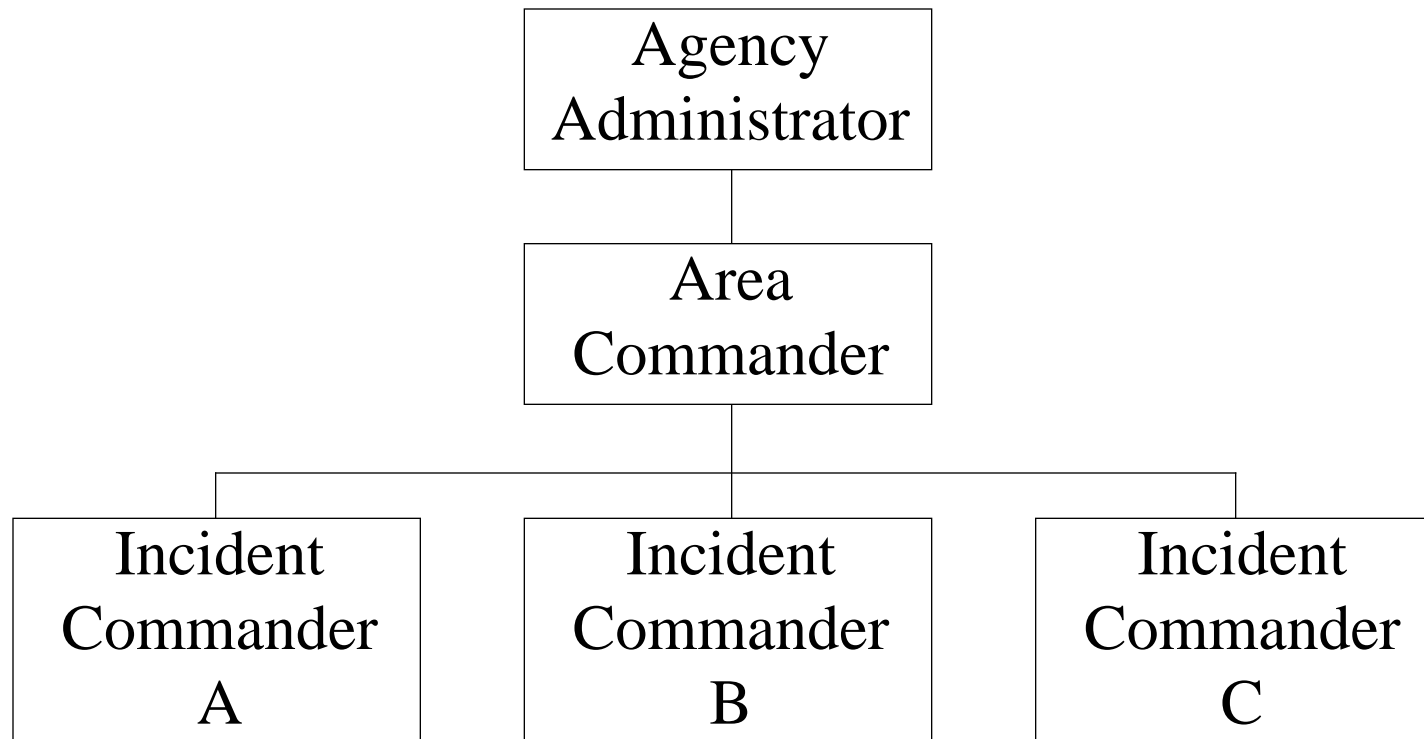 Agency
Administrator
Area
Commander
Incident
Commander
A
Incident
Commander
B
Incident
Commander
C